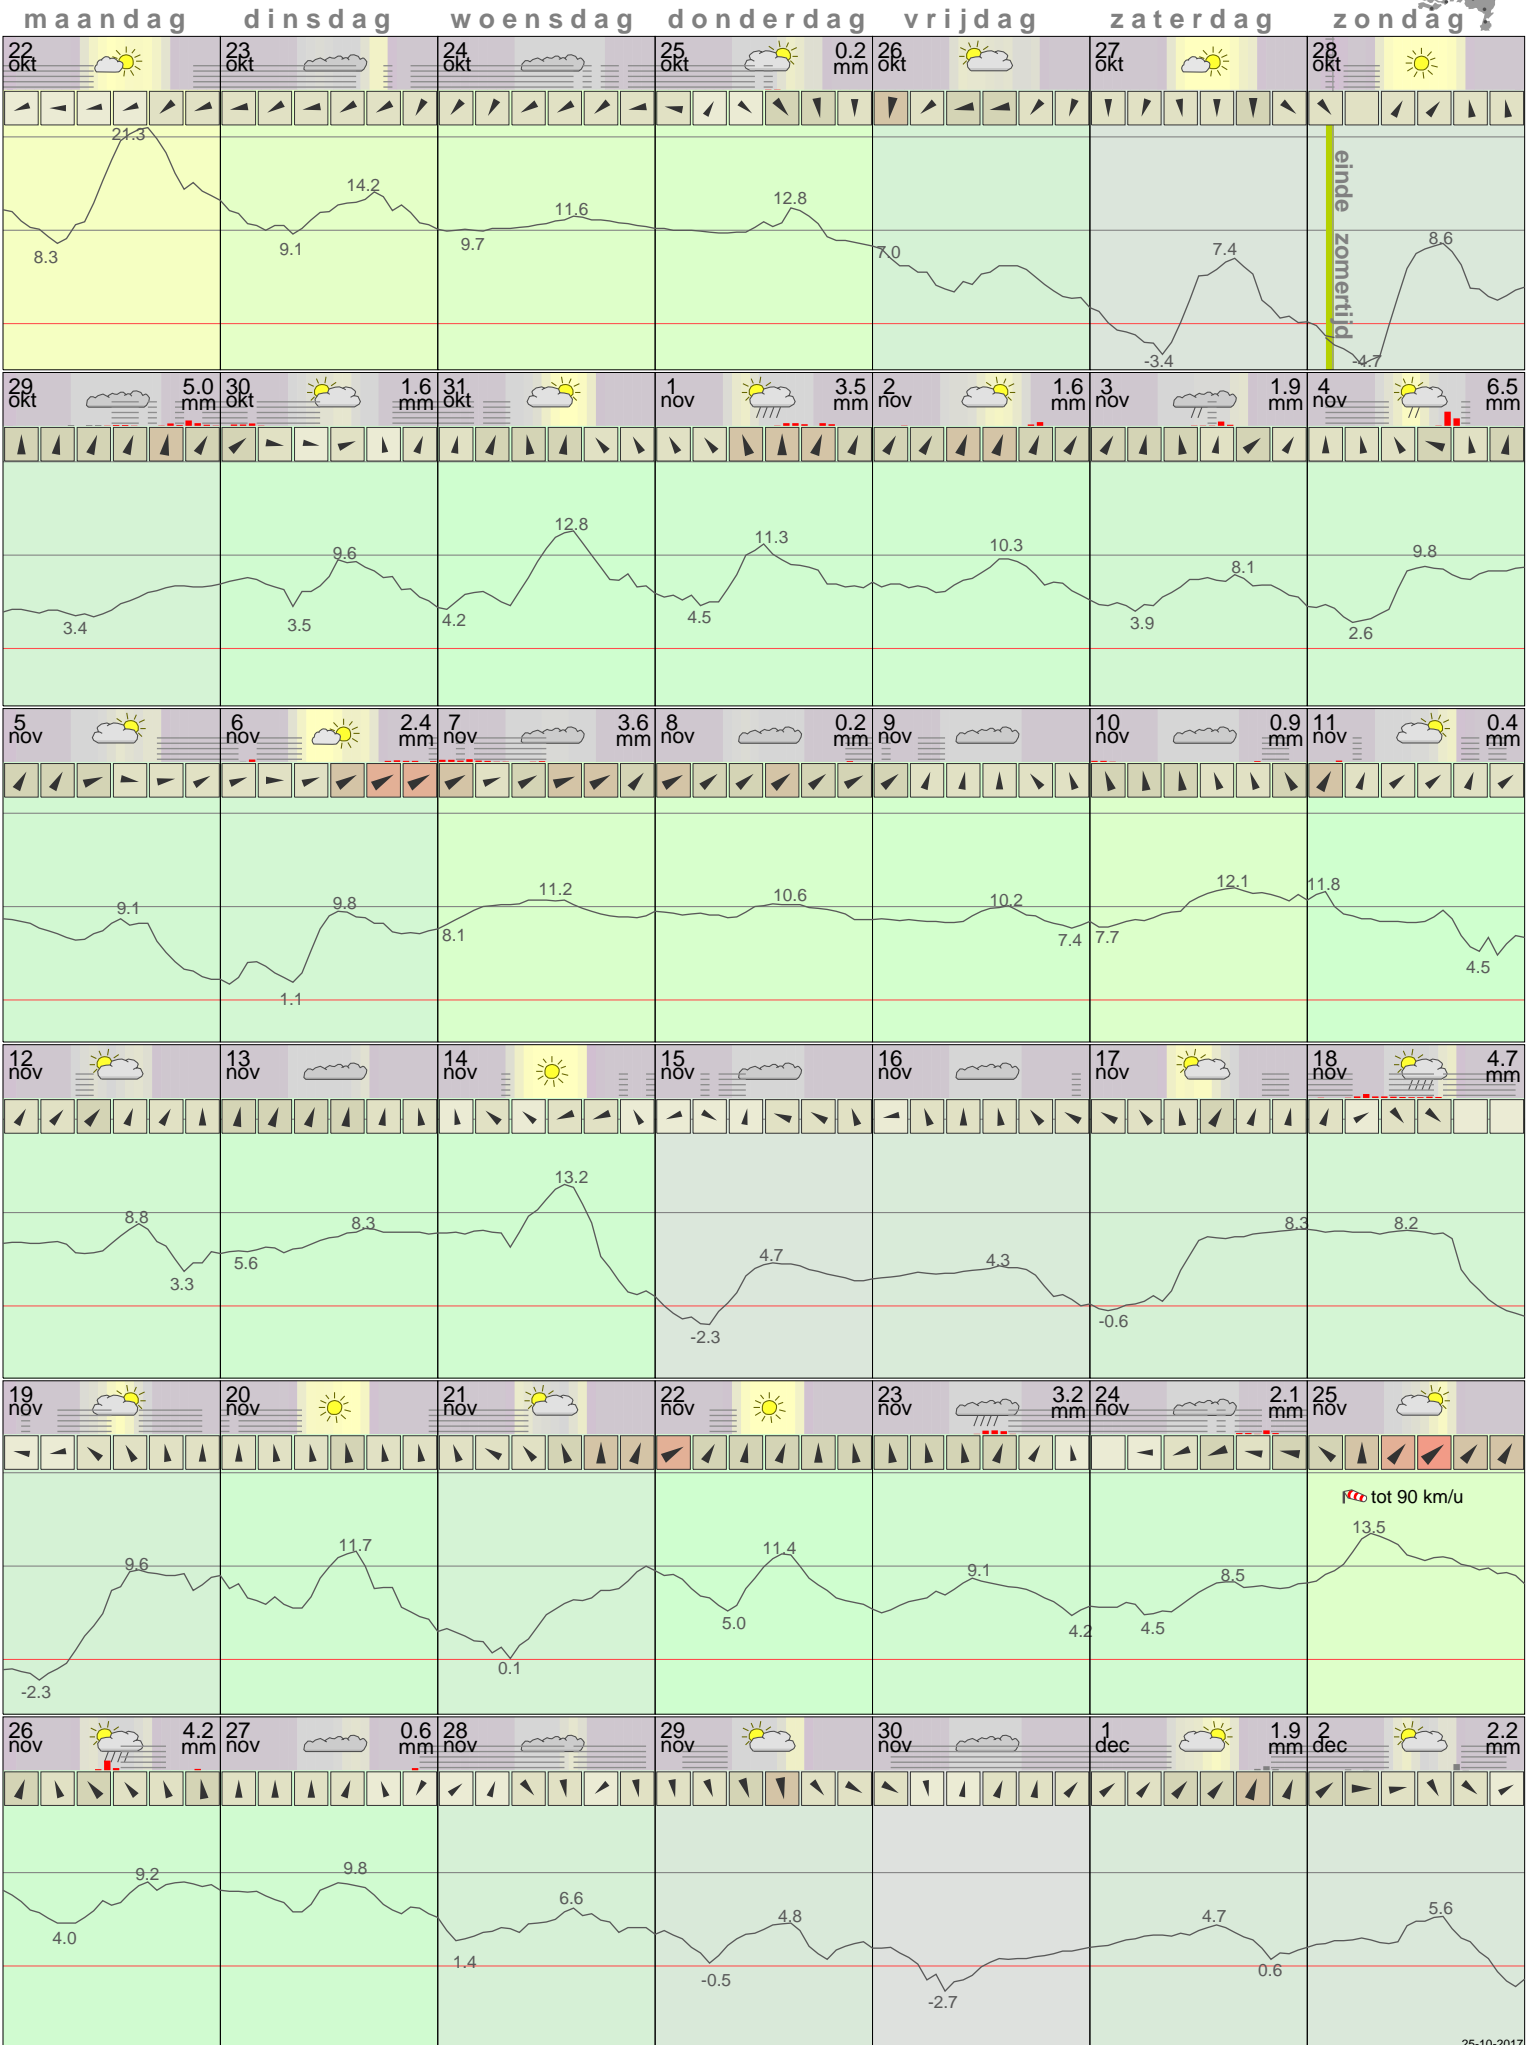 maandag dinsdag woensdag donderdag vrijdag zaterdag zondag
22 okt 23 okt 24 okt 25 okt 0.2 mm 26 okt 27 okt 28 okt
21.3 8.3 14.2 9.1 11.6 9.7 12.8 7.0 7.4 -3.4 8.6 -4.7
einde zomertijd
29 okt 5.0 mm 30 okt 1.6 mm 31 okt 1 nov 3.5 mm 2 nov 1.6 mm 3 nov 1.9 mm 4 nov 6.5 mm
3.4 9.6 3.5 12.8 4.2 11.3 4.5 10.3 8.1 3.9 9.8 2.6
5 nov 6 nov 2.4 mm 7 nov 3.6 mm 8 nov 0.2 mm 9 nov 10 nov 0.9 mm 11 nov 0.4 mm
9.1 9.8 1.1 11.2 8.1 10.6 10.2 7.4 12.1 7.7 11.8 4.5
12 nov 13 nov 14 nov 15 nov 16 nov 17 nov 18 nov 4.7 mm
8.8 3.3 8.3 5.6 13.2 4.7 -2.3 4.3 8.3 -0.6 8.2
19 nov 20 nov 21 nov 22 nov 23 nov 3.2 mm 24 nov 2.1 mm 25 nov
tot 90 km/u
9.6 -2.3 11.7 0.1 11.4 5.0 9.1 4.2 8.5 4.5 13.5
26 nov 4.2 mm 27 nov 0.6 mm 28 nov 29 nov 30 nov 1 dec 1.9 mm 2 dec 2.2 mm
9.2 4.0 9.8 6.6 1.4 4.8 -0.5 -2.7 4.7 0.6 5.6
25-10-2017